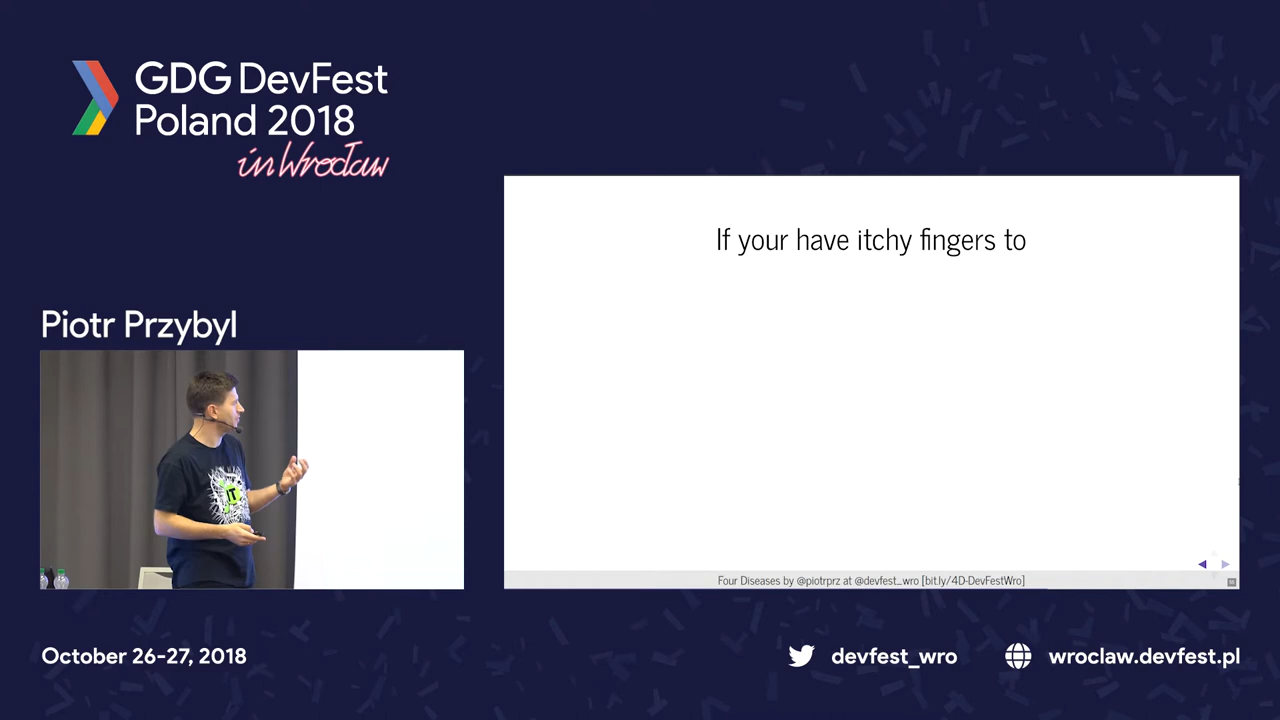 GDG DevFest
Poland 2018
in Wrocław
If your have itchy fingers to
Piotr Przybyl
IT
Four Diseases by @piotrprz at @devfest_wro [bit.ly/4D-DevFestWro]
October 26-27, 2018
devfest_wro
wroclaw.devfest.pl